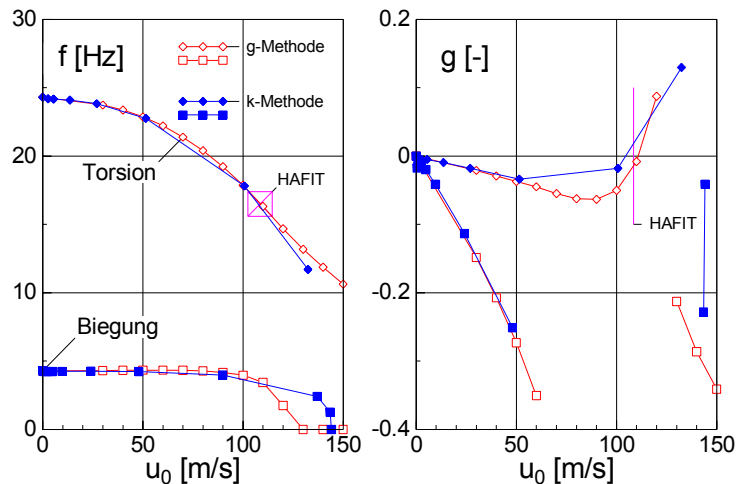 f [Hz]
g-Methode
k-Methode
Torsion
HAFIT
Biegung
30
20
10
0
0
50
100
150
u0 [m/s]
g [-]
HAFIT
0.2
0
-0.2
-0.4
0
50
100
150
u0 [m/s]